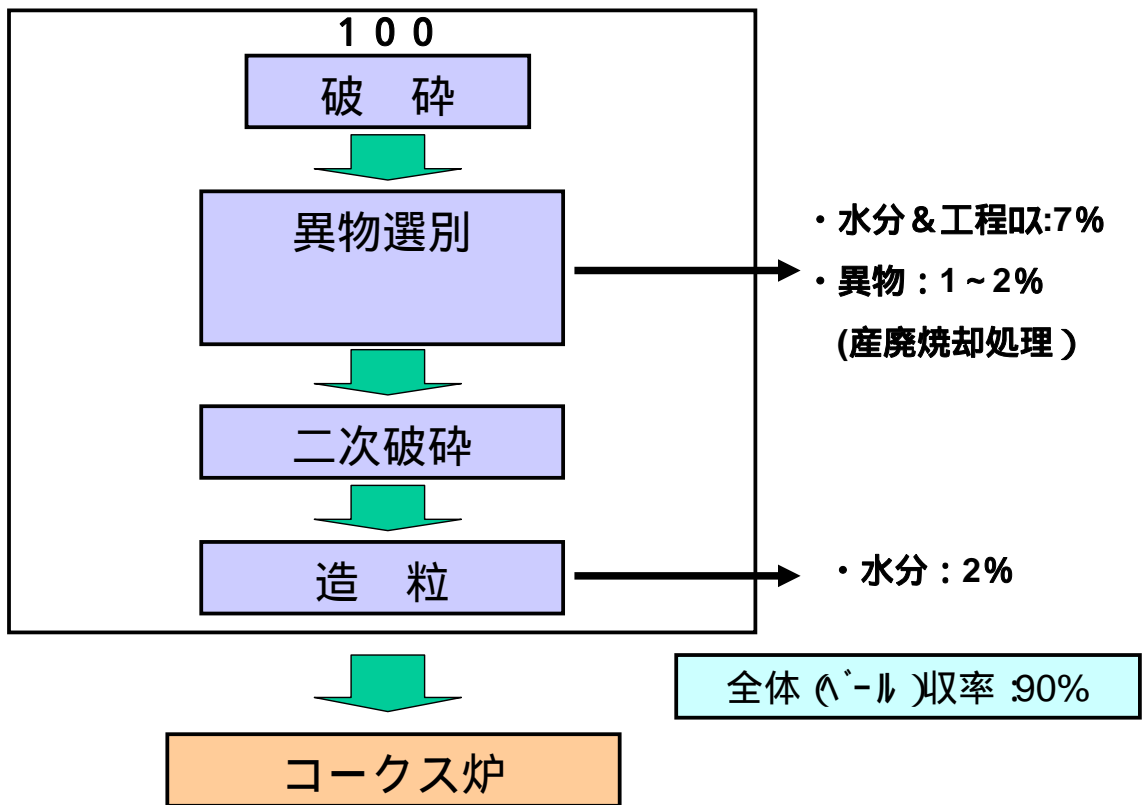 １００
破　砕
異物選別
・水分＆工程ﾛｽ:7%
・異物：1～2%
(産廃焼却処理）
二次破砕
造　粒
・水分：2%
全体（ﾍﾞｰﾙ）収率:90%
コークス炉